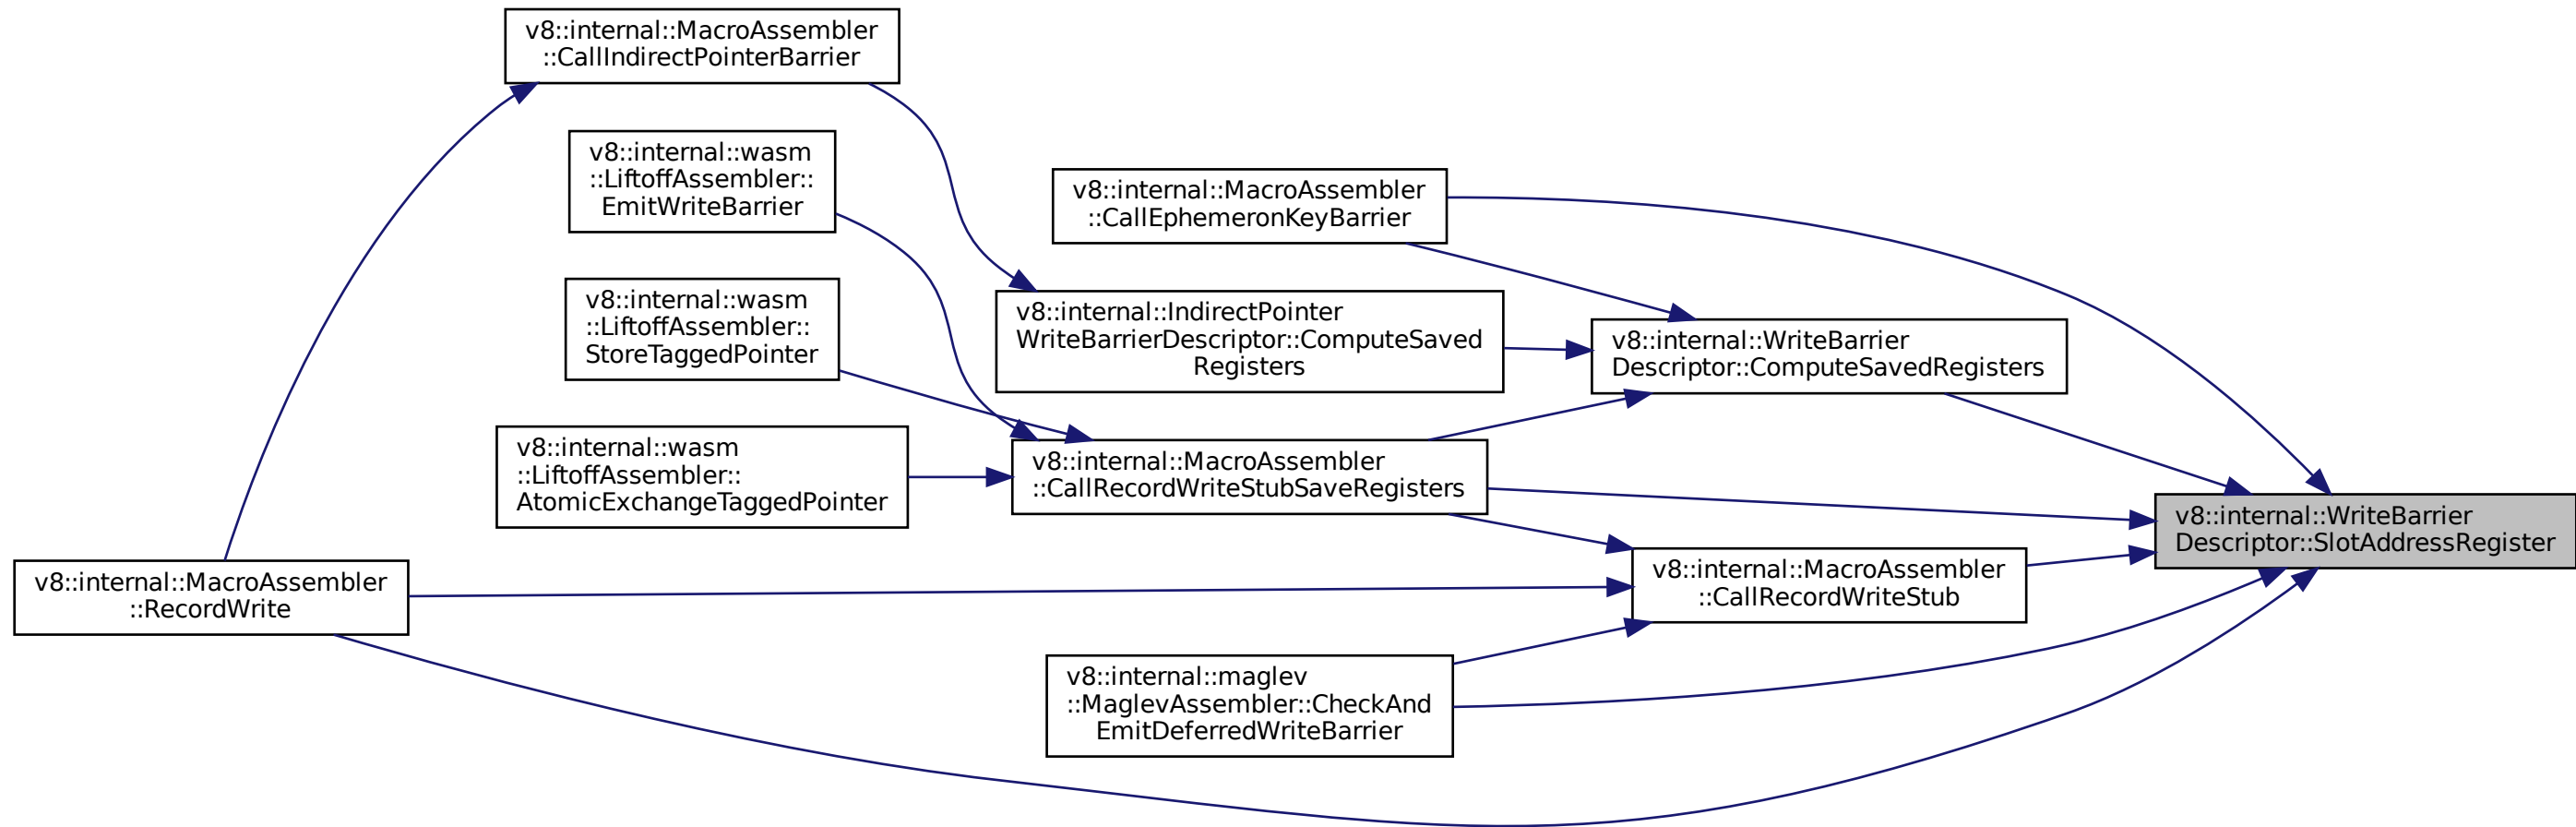 v8::internal::MacroAssembler
::CallIndirectPointerBarrier
v8::internal::wasm
::LiftoffAssembler::
EmitWriteBarrier
v8::internal::wasm
::LiftoffAssembler::
StoreTaggedPointer
v8::internal::wasm
::LiftoffAssembler::
AtomicExchangeTaggedPointer
v8::internal::MacroAssembler
::RecordWrite
v8::internal::MacroAssembler
::CallEphemeronKeyBarrier
v8::internal::IndirectPointer
WriteBarrierDescriptor::ComputeSaved
Registers
v8::internal::MacroAssembler
::CallRecordWriteStubSaveRegisters
v8::internal::maglev
::MaglevAssembler::CheckAnd
EmitDeferredWriteBarrier
v8::internal::WriteBarrier
Descriptor::ComputeSavedRegisters
v8::internal::MacroAssembler
::CallRecordWriteStub
v8::internal::WriteBarrier
Descriptor::SlotAddressRegister